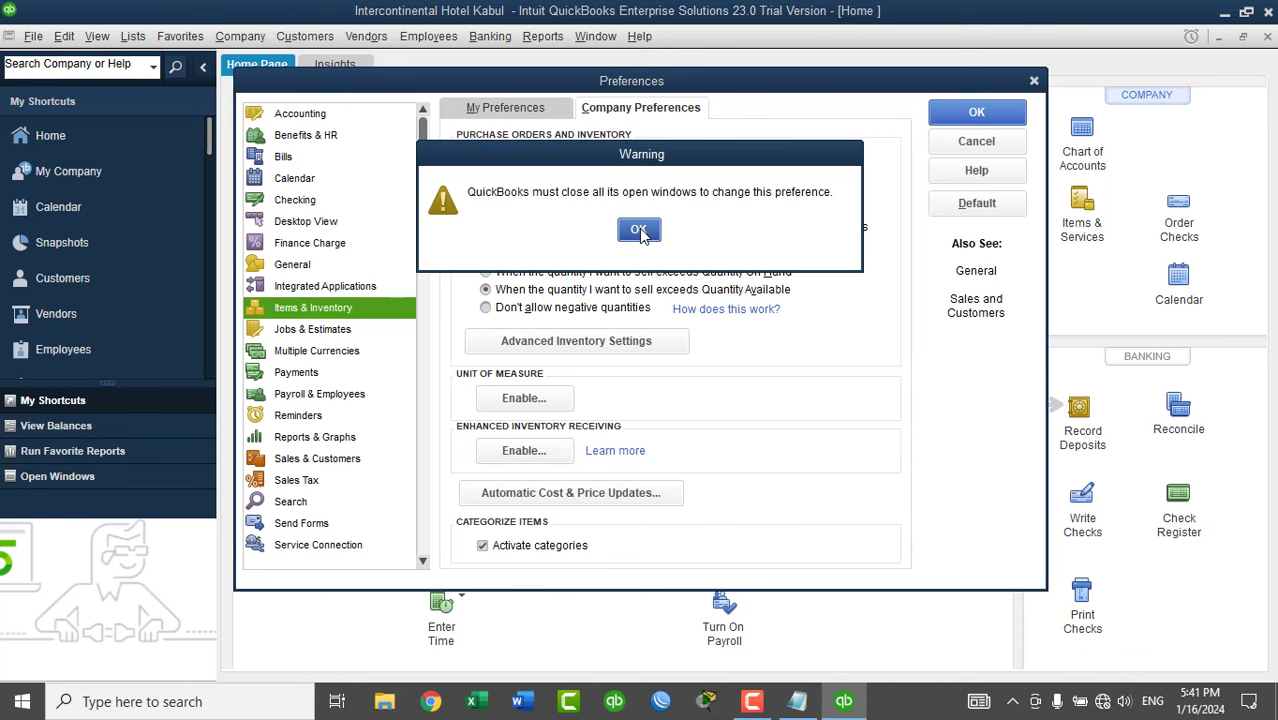 Intercontinental Hotel Kabul - Intuit QuickBooks Enterprise Solutions 23.0 Trial Version - [Home ]
File Edit View Lists Favorites Company Customers Vendors Employees Banking Reports Window Help
Search Company or Help
Home Page Insights
My Shortcuts
Home
My Company
Calendar
Snapshots
Customers
Vendors
Employees
My Shortcuts
View Balances
Run Favorite Reports
Open Windows
Preferences
Accounting
Benefits & HR
Bills
Calendar
Checking
Desktop View
Finance Charge
General
Integrated Applications
Items & Inventory
Jobs & Estimates
Multiple Currencies
Payments
Payroll & Employees
Reminders
Reports & Graphs
Sales & Customers
Sales Tax
Search
Send Forms
Service Connection
My Preferences Company Preferences
PURCHASE ORDERS AND INVENTORY
Warning
QuickBooks must close all its open windows to change this preference.
OK
When the quantity I want to sell exceeds Quantity On Hand
When the quantity I want to sell exceeds Quantity Available
Don't allow negative quantities How does this work?
Advanced Inventory Settings
UNIT OF MEASURE
Enable...
ENHANCED INVENTORY RECEIVING
Enable... Learn more
Automatic Cost & Price Updates...
CATEGORIZE ITEMS
Activate categories
OK
Cancel
Help
Default
Also See:
General
Sales and
Customers
COMPANY
Chart of
Accounts
Items &
Services
Order
Checks
Calendar
BANKING
Record
Deposits
Reconcile
Write
Checks
Check
Register
Print
Checks
Enter
Time
Turn On
Payroll
Type here to search
ENG
5:41 PM
1/16/2024